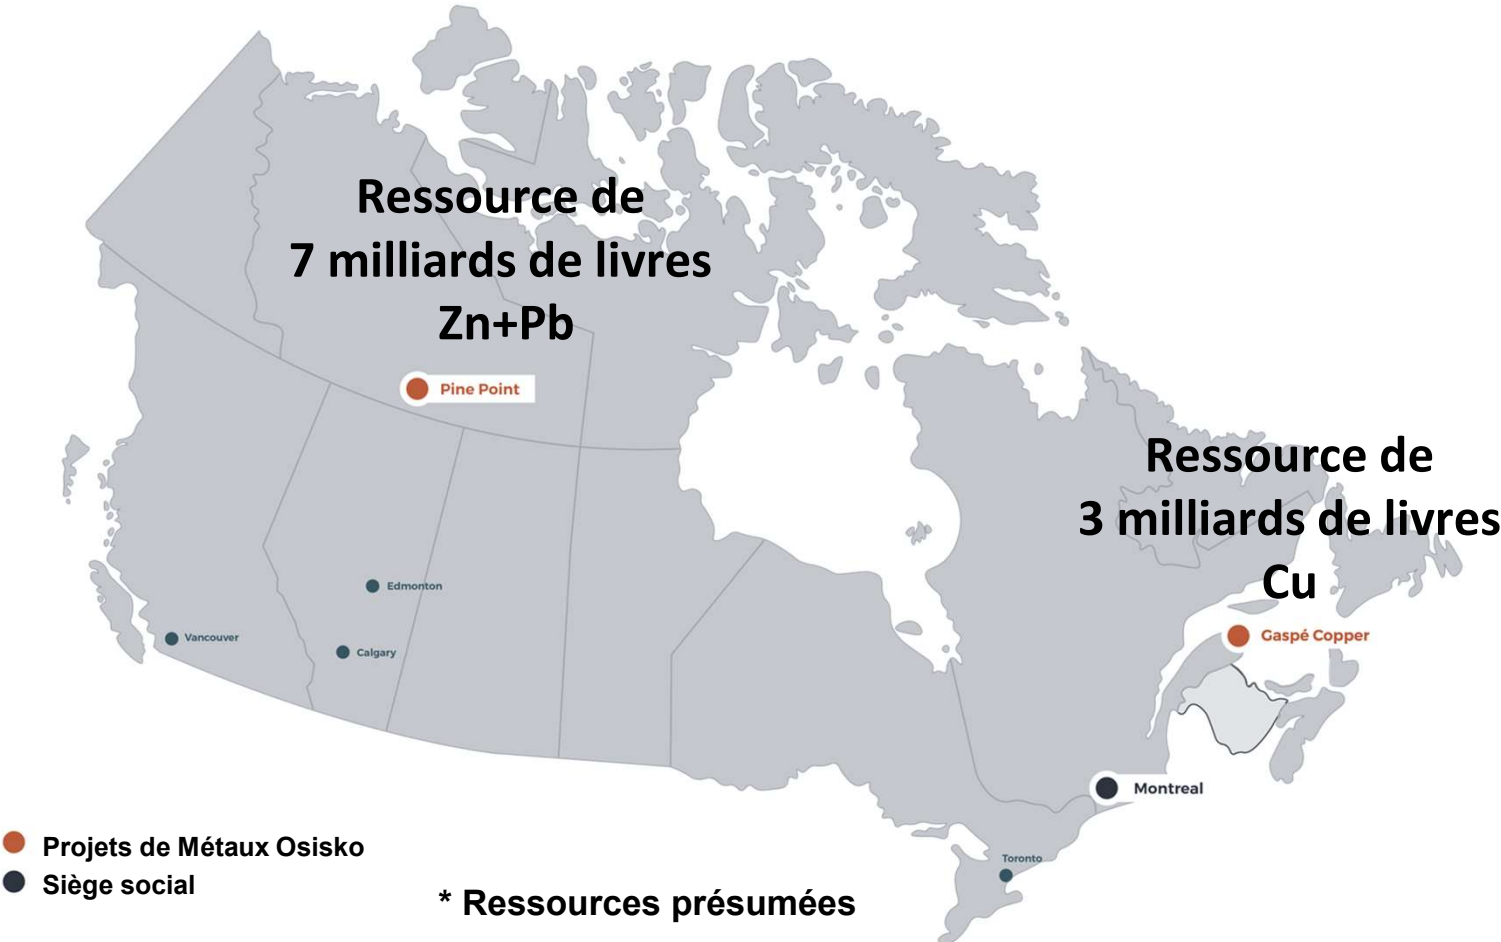 Ressource de
7 milliards de livres
Zn+Pb
Pine Point
Ressource de
3 milliards de livres
Cu
Edmonton
Vancouver
Calgary
Gaspé Copper
Montreal
Toronto
Projets de Métaux Osisko
Siège social
* Ressources présumées